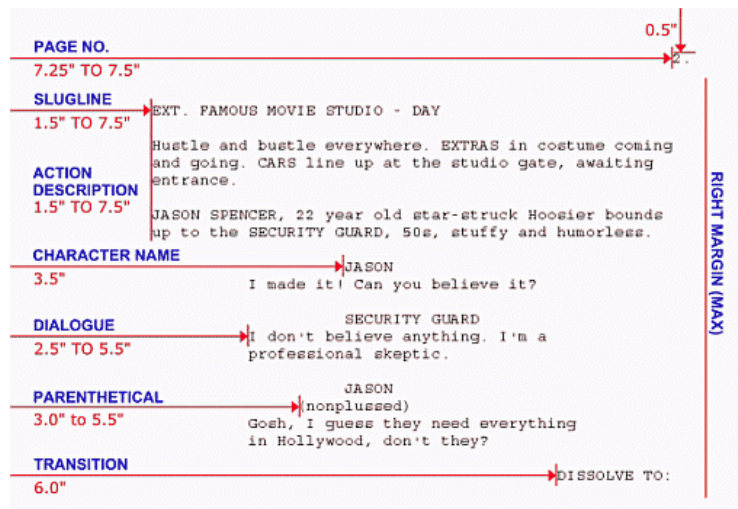 0.5"
PAGE NO.
2.
7.25" TO 7.5"
SLUGLINE
EXT. FAMOUS MOVIE STUDIO - DAY
1.5" TO 7.5"
Hustle and bustle everywhere. EXTRAS in costume coming
and going. CARS line up at the studio gate, awaiting
entrance.
ACTION
DESCRIPTION
1.5" TO 7.5"
JASON SPENCER, 22 year old star-struck Hoosier bounds
up to the SECURITY GUARD, 50s, stuffy and humorless.
CHARACTER NAME
3.5"
JASON
I made it! Can you believe it?
DIALOGUE
2.5" TO 5.5"
SECURITY GUARD
I don't believe anything. I'm a
professional skeptic.
PARENTHETICAL
3.0" to 5.5"
JASON
(nonplussed)
Gosh, I guess they need everything
in Hollywood, don't they?
TRANSITION
6.0"
DISSOLVE TO:
RIGHT MARGIN (MAX)